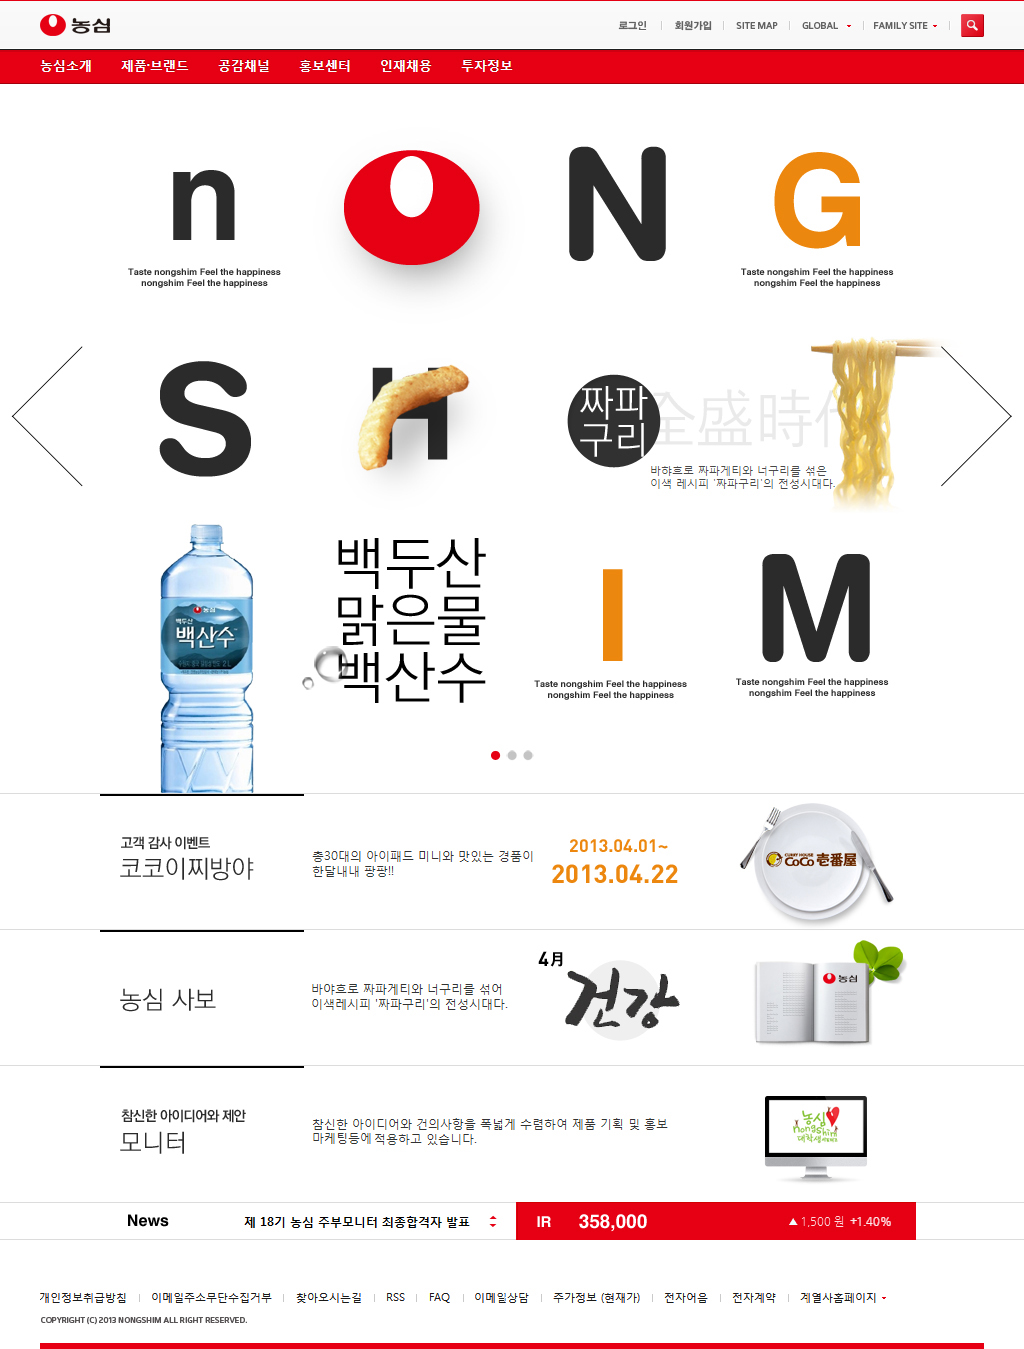 농심
로그인 회원가입 SITE MAP GLOBAL FAMILY SITE
농심소개 제품·브랜드 공감채널 홍보센터 인재채용 투자정보
n N G
Taste nongshim Feel the happiness
nongshim Feel the happiness
Taste nongshim Feel the happiness
nongshim Feel the happiness
S H
짜파
구리
全盛時代
바햐흐로 짜파게티와 너구리를 섞은
이색 레시피 '짜파구리'의 전성시대다.
농심
백두산
백산수
백두산
맑은물
백산수
I M
Taste nongshim Feel the happiness
nongshim Feel the happiness
Taste nongshim Feel the happiness
nongshim Feel the happiness
고객 감사 이벤트
코코이찌방야
총30대의 아이패드 미니와 맛있는 경품이
한달내내 팡팡!!
2013.04.01~
2013.04.22
CURRY HOUSE
CoCo 壱番屋
농심 사보
바야흐로 짜파게티와 너구리를 섞어
이색레시피 '짜파구리'의 전성시대다.
4月
건강
농심
참신한 아이디어와 제안
모니터
참신한 아이디어와 건의사항을 폭넓게 수렴하여 제품 기획 및 홍보
마케팅등에 적용하고 있습니다.
농심
Nongshim
News 제 18기 농심 주부모니터 최종합격자 발표 IR 358,000 ▲ 1,500 원 +1.40%
개인정보취급방침 이메일주소무단수집거부 찾아오시는길 RSS FAQ 이메일상담 주가정보 (현재가) 전자어음 전자계약 계열사홈페이지
COPYRIGHT (C) 2013 NONGSHIM ALL RIGHT RESERVED.